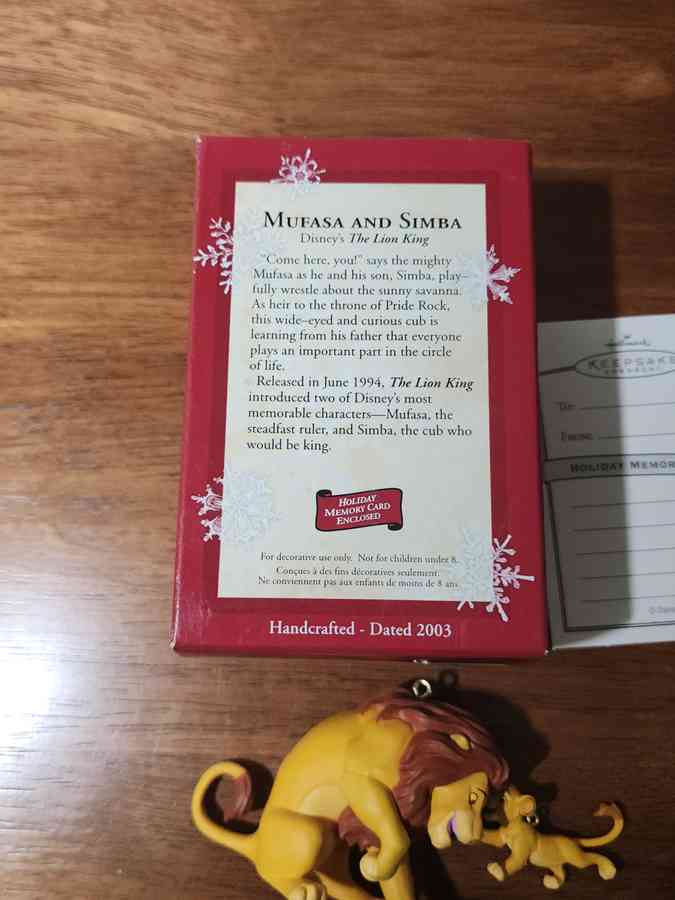 MUFASA AND SIMBA
Disney's The Lion King
"Come here, you!" says the mighty
Mufasa as he and his son, Simba, play–
fully wrestle about the sunny savanna.
As heir to the throne of Pride Rock,
this wide–eyed and curious cub is
learning from his father that everyone
plays an important part in the circle
of life.
Released in June 1994, The Lion King
introduced two of Disney's most
memorable characters—Mufasa, the
steadfast ruler, and Simba, the cub who
would be king.
HOLIDAY
MEMORY CARD
ENCLOSED
For decorative use only. Not for children under 8.
Conçues à des fins décoratives seulement.
Ne conviennent pas aux enfants de moins de 8 ans.
Handcrafted - Dated 2003
Hallmark
KEEPSAKE
To:
From:
HOLIDAY MEMOR
© Disney